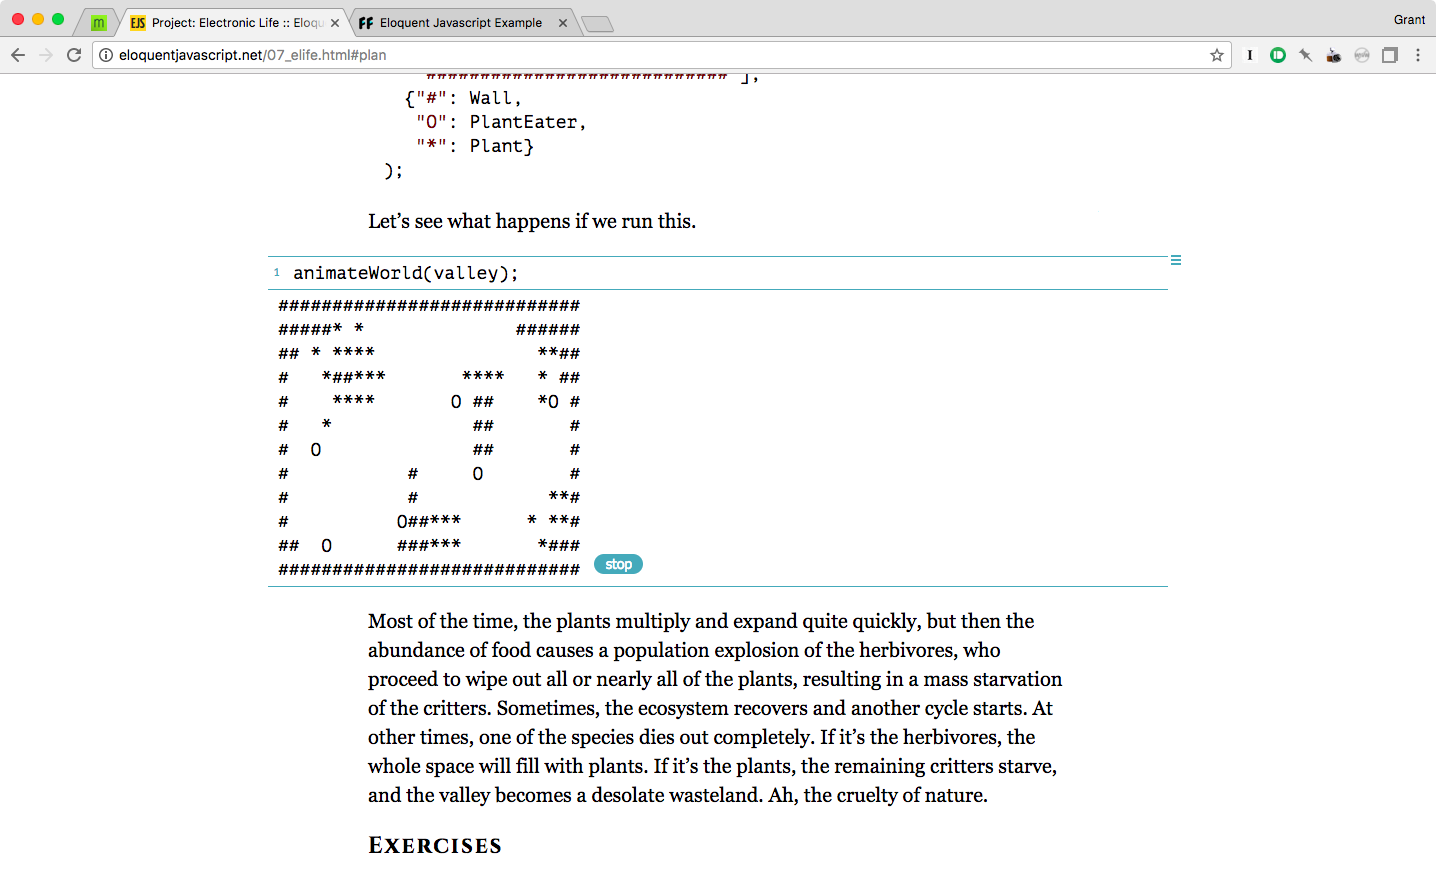 m
EJS Project: Electronic Life :: Eloqu
FF Eloquent Javascript Example
Grant
eloquentjavascript.net/07_elife.html#plan
############################ ],
{"#": Wall,
"O": PlantEater,
"*": Plant}
);
Let’s see what happens if we run this.
1 animateWorld(valley);
############################
#####* *              ######
## * ****               **##
#   *##***       ****   * ##
#    ****       O ##    *O #
#   *             ##       #
#  O              ##       #
#           #     O        #
#           #            **#
#          O##***      * **#
##  O      ###***       *###
############################
stop
Most of the time, the plants multiply and expand quite quickly, but then the
abundance of food causes a population explosion of the herbivores, who
proceed to wipe out all or nearly all of the plants, resulting in a mass starvation
of the critters. Sometimes, the ecosystem recovers and another cycle starts. At
other times, one of the species dies out completely. If it’s the herbivores, the
whole space will fill with plants. If it’s the plants, the remaining critters starve,
and the valley becomes a desolate wasteland. Ah, the cruelty of nature.
Exercises